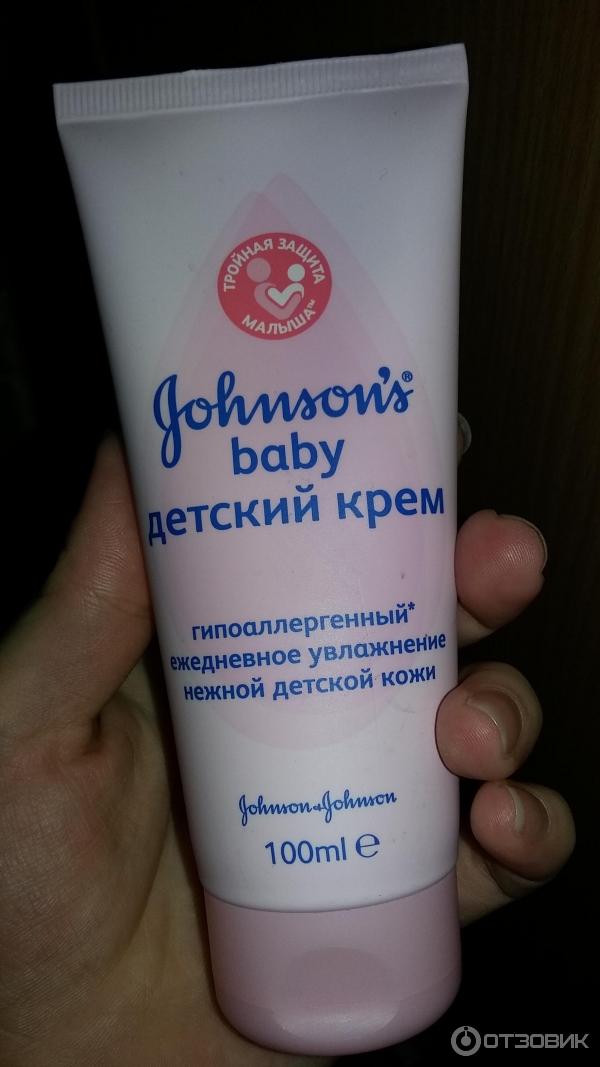 ТРОЙНАЯ ЗАЩИТА
МАЛЫША™
Johnson's®
baby
детский крем
гипоаллергенный*
ежедневное увлажнение
нежной детской кожи
Johnson & Johnson
100ml e
ОТЗОВИК